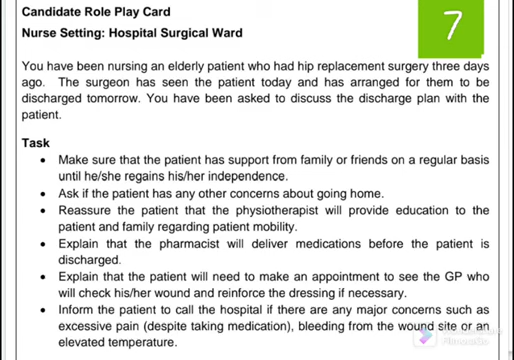 Candidate Role Play Card
7
Nurse Setting: Hospital Surgical Ward
You have been nursing an elderly patient who had hip replacement surgery three days
ago. The surgeon has seen the patient today and has arranged for them to be
discharged tomorrow. You have been asked to discuss the discharge plan with the
patient.
Task
• Make sure that the patient has support from family or friends on a regular basis
until he/she regains his/her independence.
• Ask if the patient has any other concerns about going home.
• Reassure the patient that the physiotherapist will provide education to the
patient and family regarding patient mobility.
• Explain that the pharmacist will deliver medications before the patient is
discharged.
• Explain that the patient will need to make an appointment to see the GP who
will check his/her wound and reinforce the dressing if necessary.
• Inform the patient to call the hospital if there are any major concerns such as
excessive pain (despite taking medication), bleeding from the wound site or an
elevated temperature.